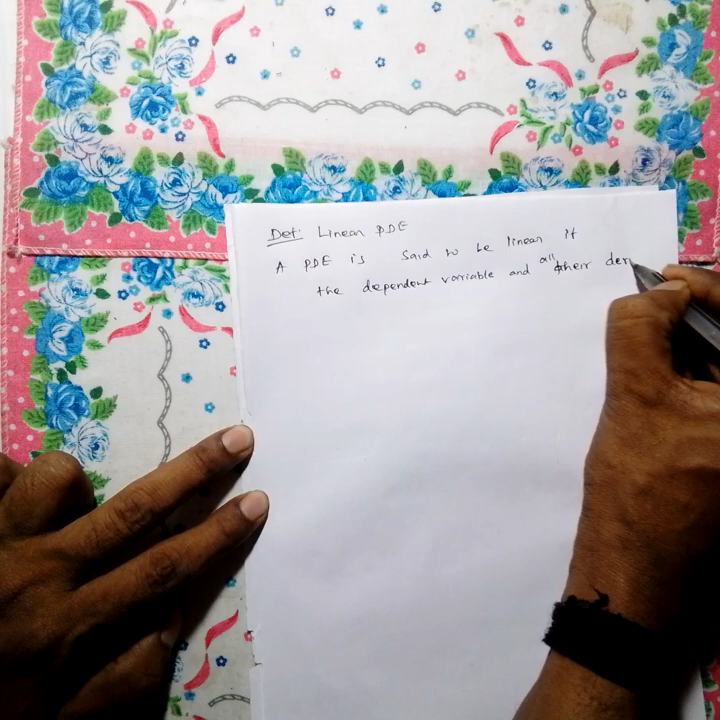 Def: Linear PDE
A PDE is said to be linear if
the dependent variable and all their der